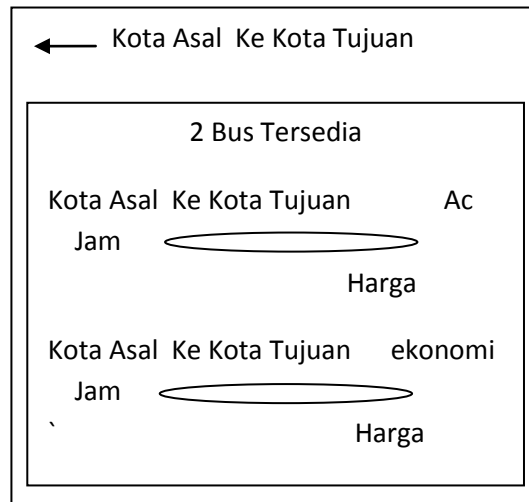 Kota Asal Ke Kota Tujuan
2 Bus Tersedia
Kota Asal Ke Kota Tujuan Ac
Jam
Harga
Kota Asal Ke Kota Tujuan ekonomi
Jam
` Harga